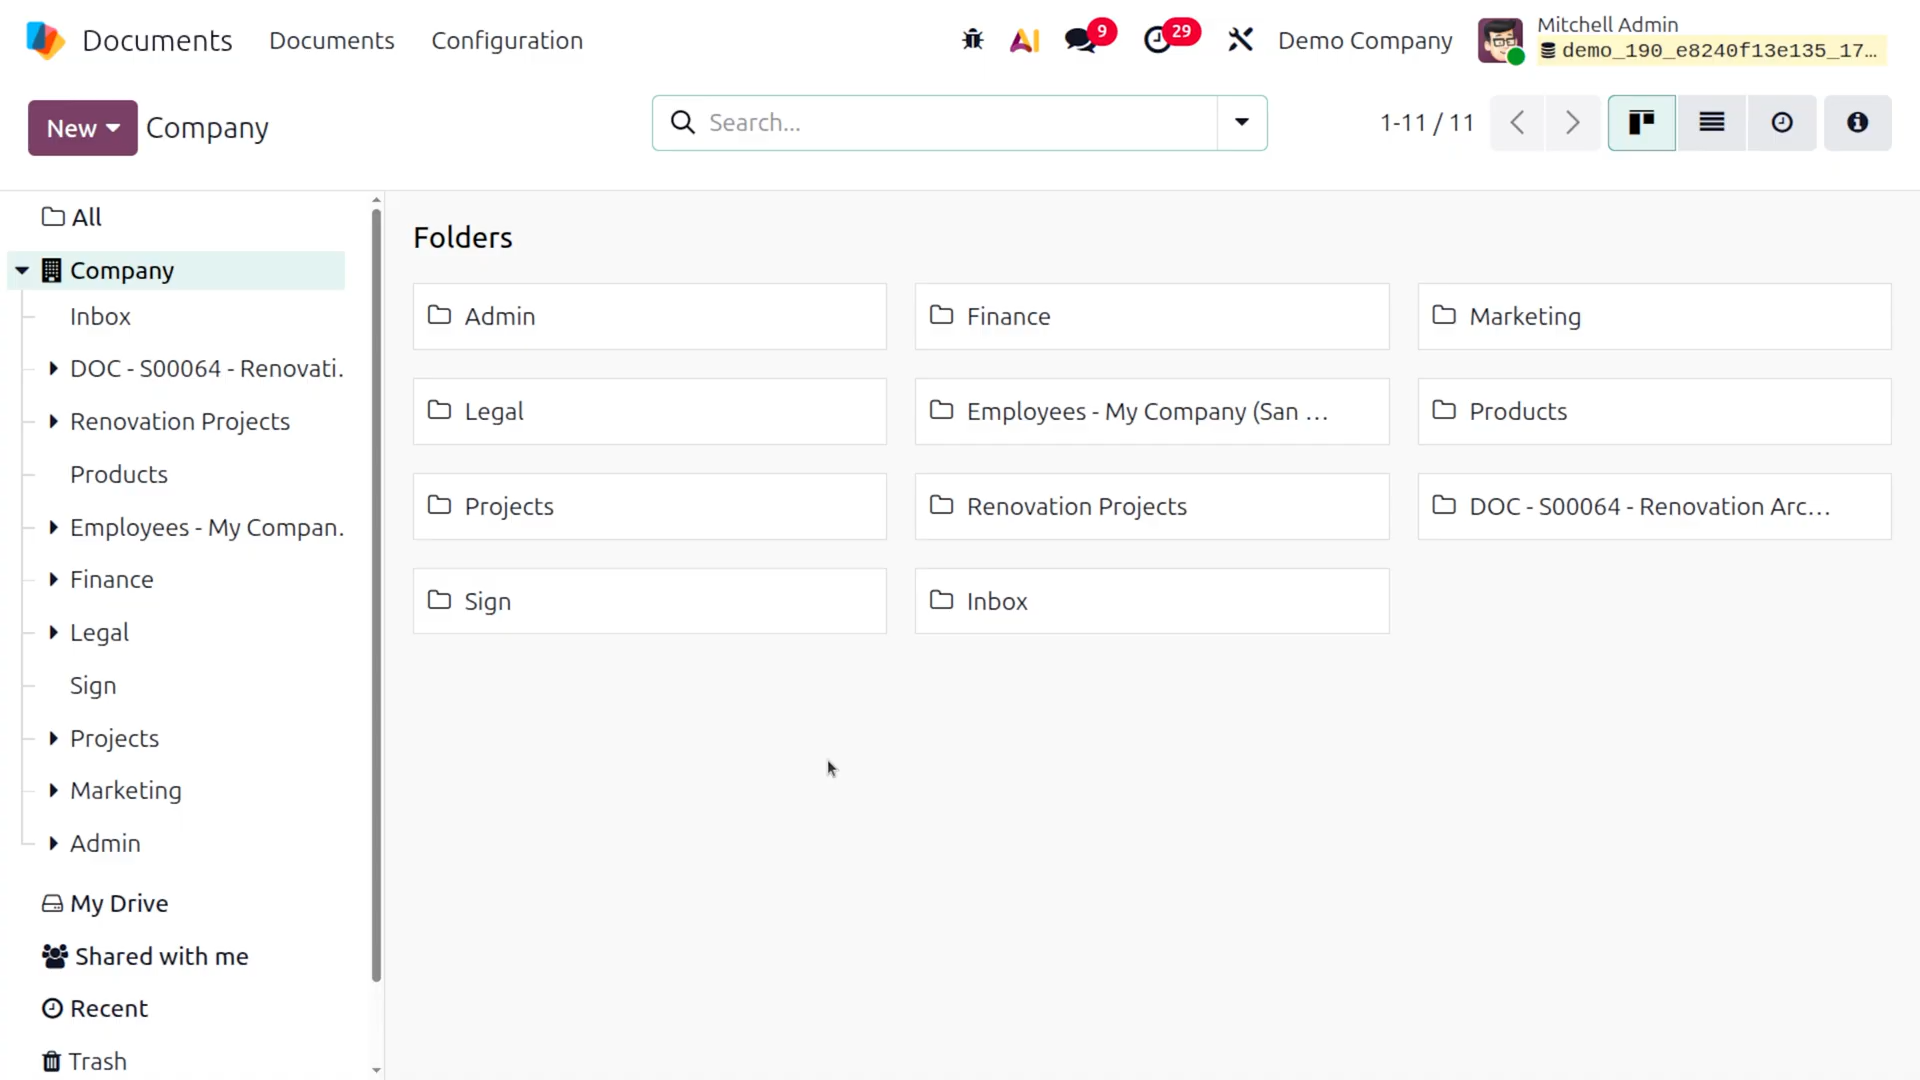 Documents
Documents
Configuration
9
29
Demo Company
Mitchell Admin
demo_190_e8240f13e135_17...
New
Company
Search...
1-11 / 11
All
Company
Inbox
DOC - S00064 - Renovati.
Renovation Projects
Products
Employees - My Compan.
Finance
Legal
Sign
Projects
Marketing
Admin
My Drive
Shared with me
Recent
Trash
Folders
Admin
Finance
Marketing
Legal
Employees - My Company (San ...
Products
Projects
Renovation Projects
DOC - S00064 - Renovation Arc...
Sign
Inbox